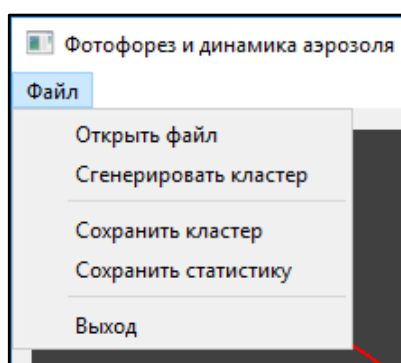 Фотофорез и динамика аэрозоля
Файл
Открыть файл
Сгенерировать кластер
Сохранить кластер
Сохранить статистику
Выход